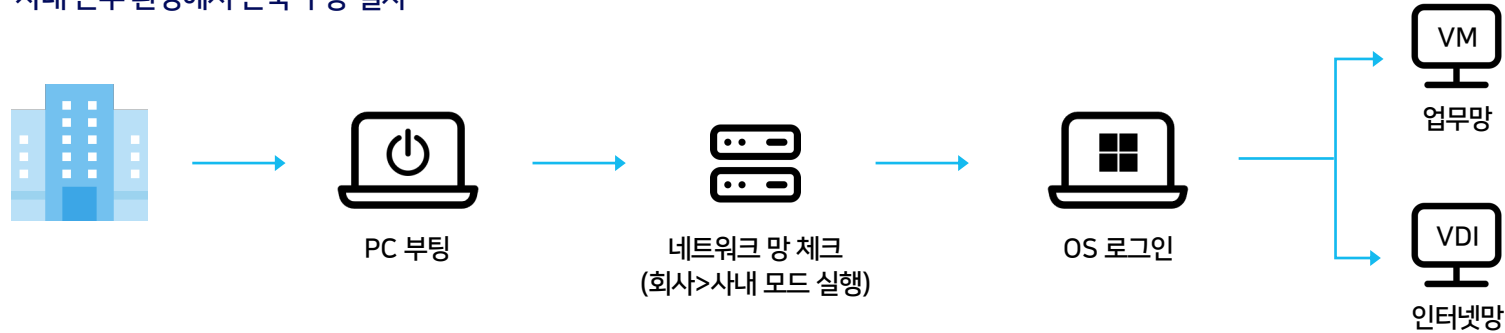 VM
업무망
PC 부팅
네트워크 망 체크
(회사>사내 모드 실행)
OS 로그인
VDI
인터넷망